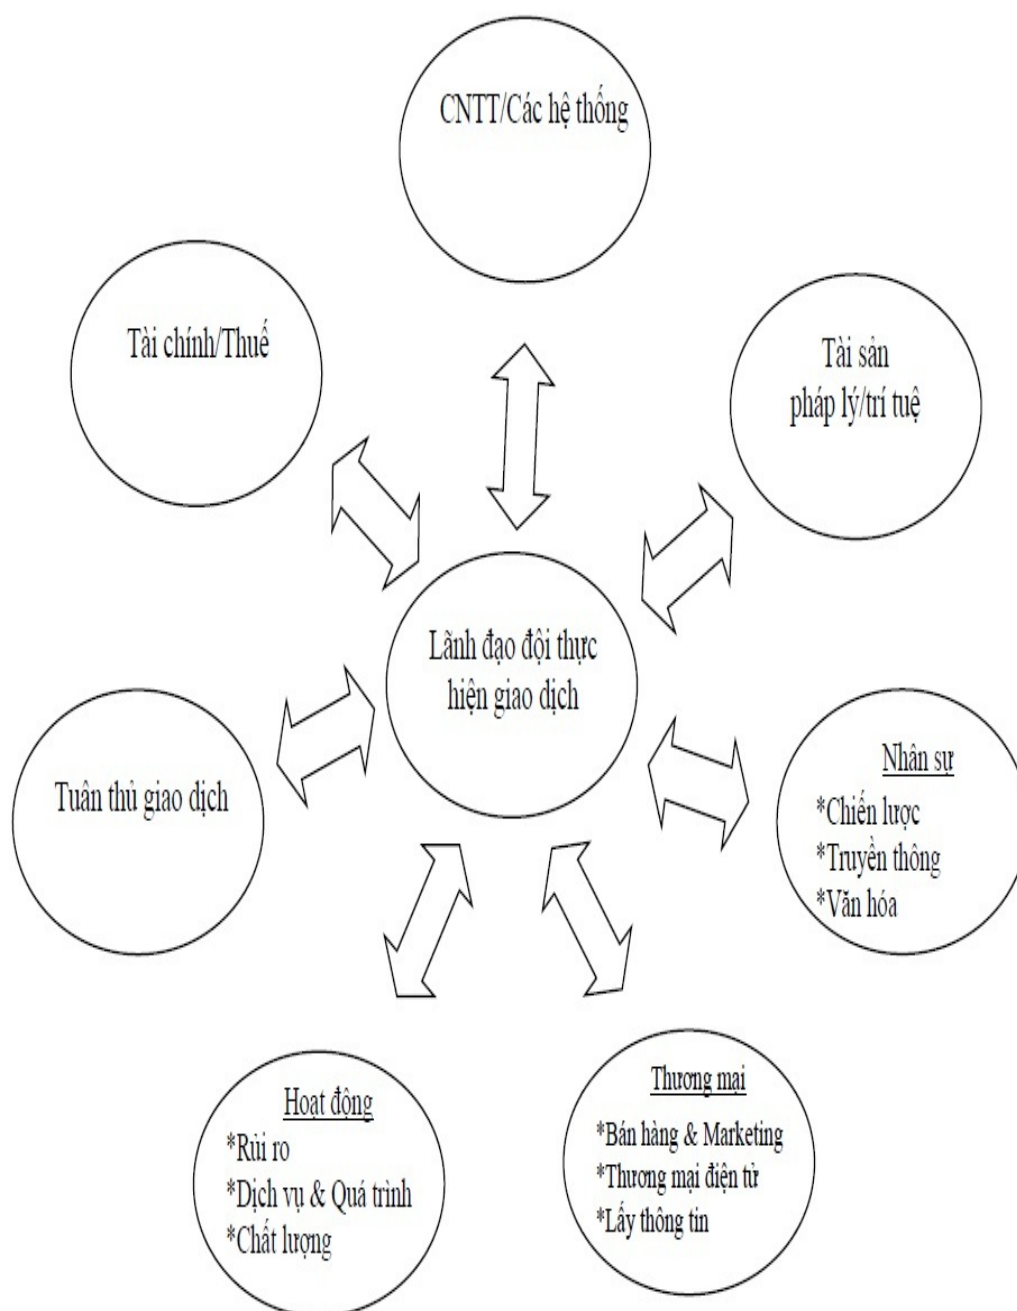 CNTT/Các hệ thống
Tài chính/Thuế
Tài sản
pháp lý/trí tuệ
Lãnh đạo đội thực
hiện giao dịch
Tuân thủ giao dịch
Nhân sự
*Chiến lược
*Truyền thông
*Văn hóa
Hoạt động
*Rủi ro
*Dịch vụ & Quá trình
*Chất lượng
Thương mại
*Bán hàng & Marketing
*Thương mại điện tử
*Lấy thông tin